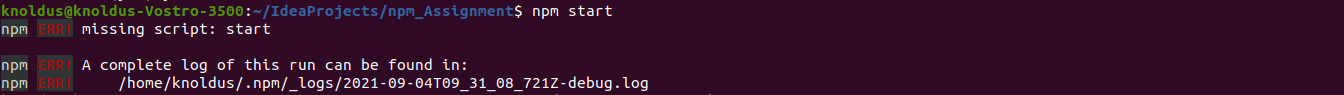 knoldus@knoldus-Vostro-3500:~/IdeaProjects/npm_Assignment$ npm start
npm ERR! missing script: start
npm ERR! A complete log of this run can be found in:
npm ERR!     /home/knoldus/.npm/_logs/2021-09-04T09_31_08_721Z-debug.log